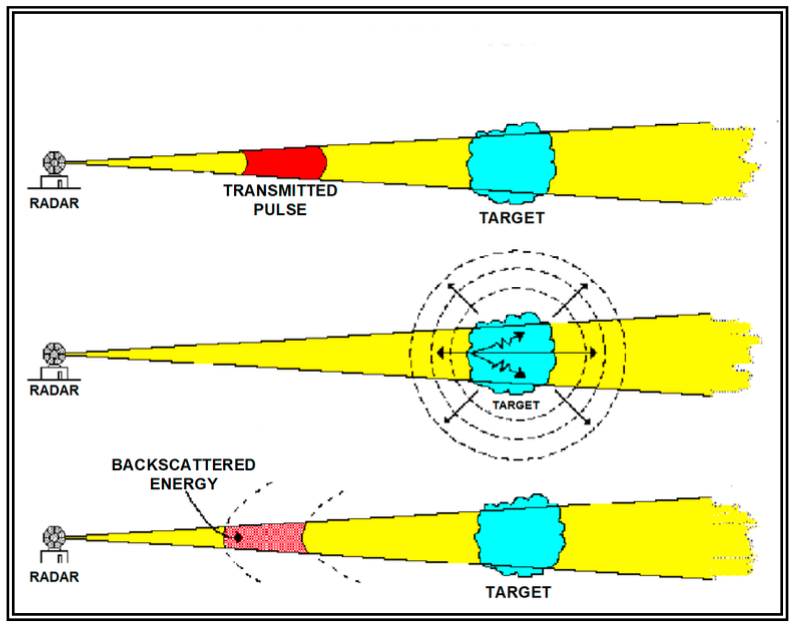 RADAR
TRANSMITTED
PULSE
TARGET
RADAR
TARGET
BACKSCATTERED
ENERGY
RADAR
TARGET